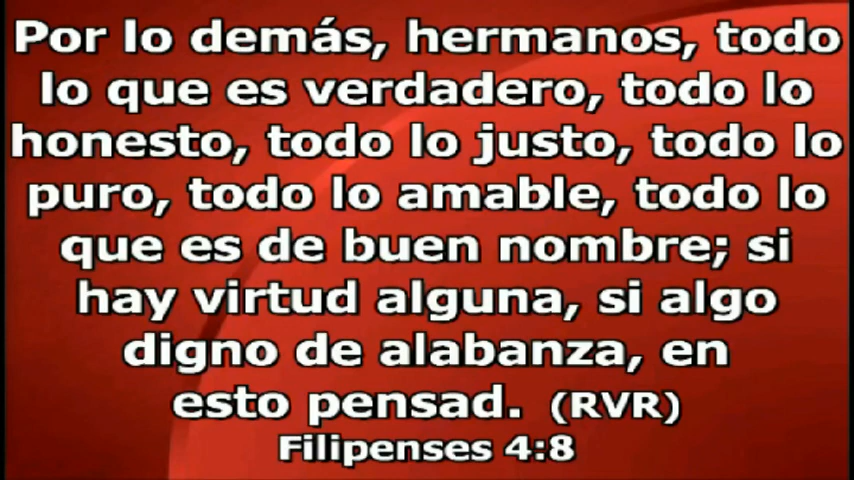 Por lo demás, hermanos, todo
lo que es verdadero, todo lo
honesto, todo lo justo, todo lo
puro, todo lo amable, todo lo
que es de buen nombre; si
hay virtud alguna, si algo
digno de alabanza, en
esto pensad. (RVR)
Filipenses 4:8